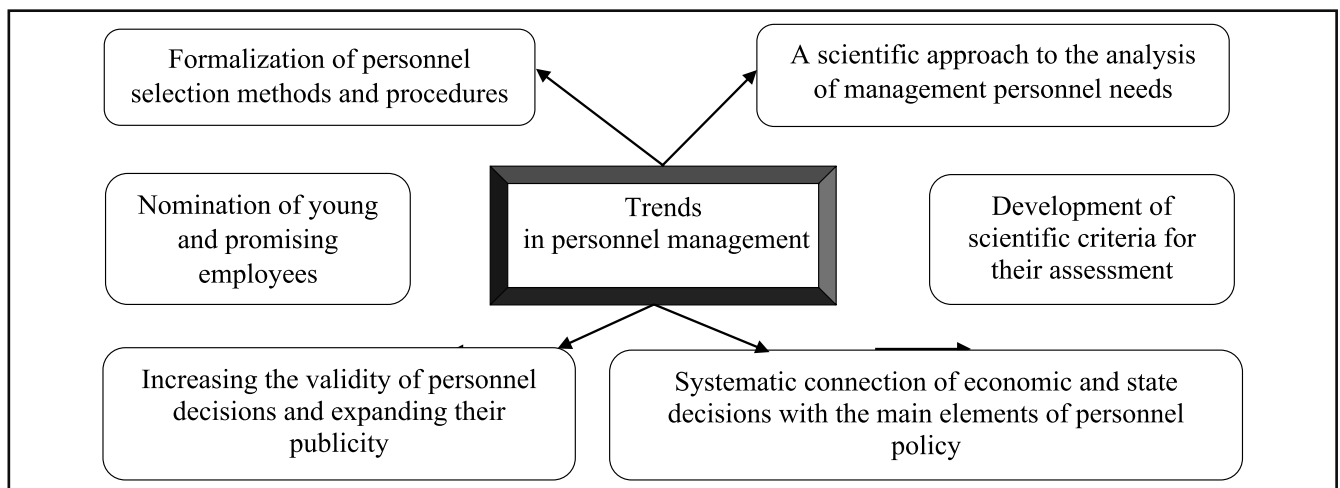 Formalization of personnel
selection methods and procedures
A scientific approach to the analysis
of management personnel needs
Nomination of young
and promising
employees
Trends
in personnel management
Development of
scientific criteria for
their assessment
Increasing the validity of personnel
decisions and expanding their
publicity
Systematic connection of economic and state
decisions with the main elements of personnel
policy